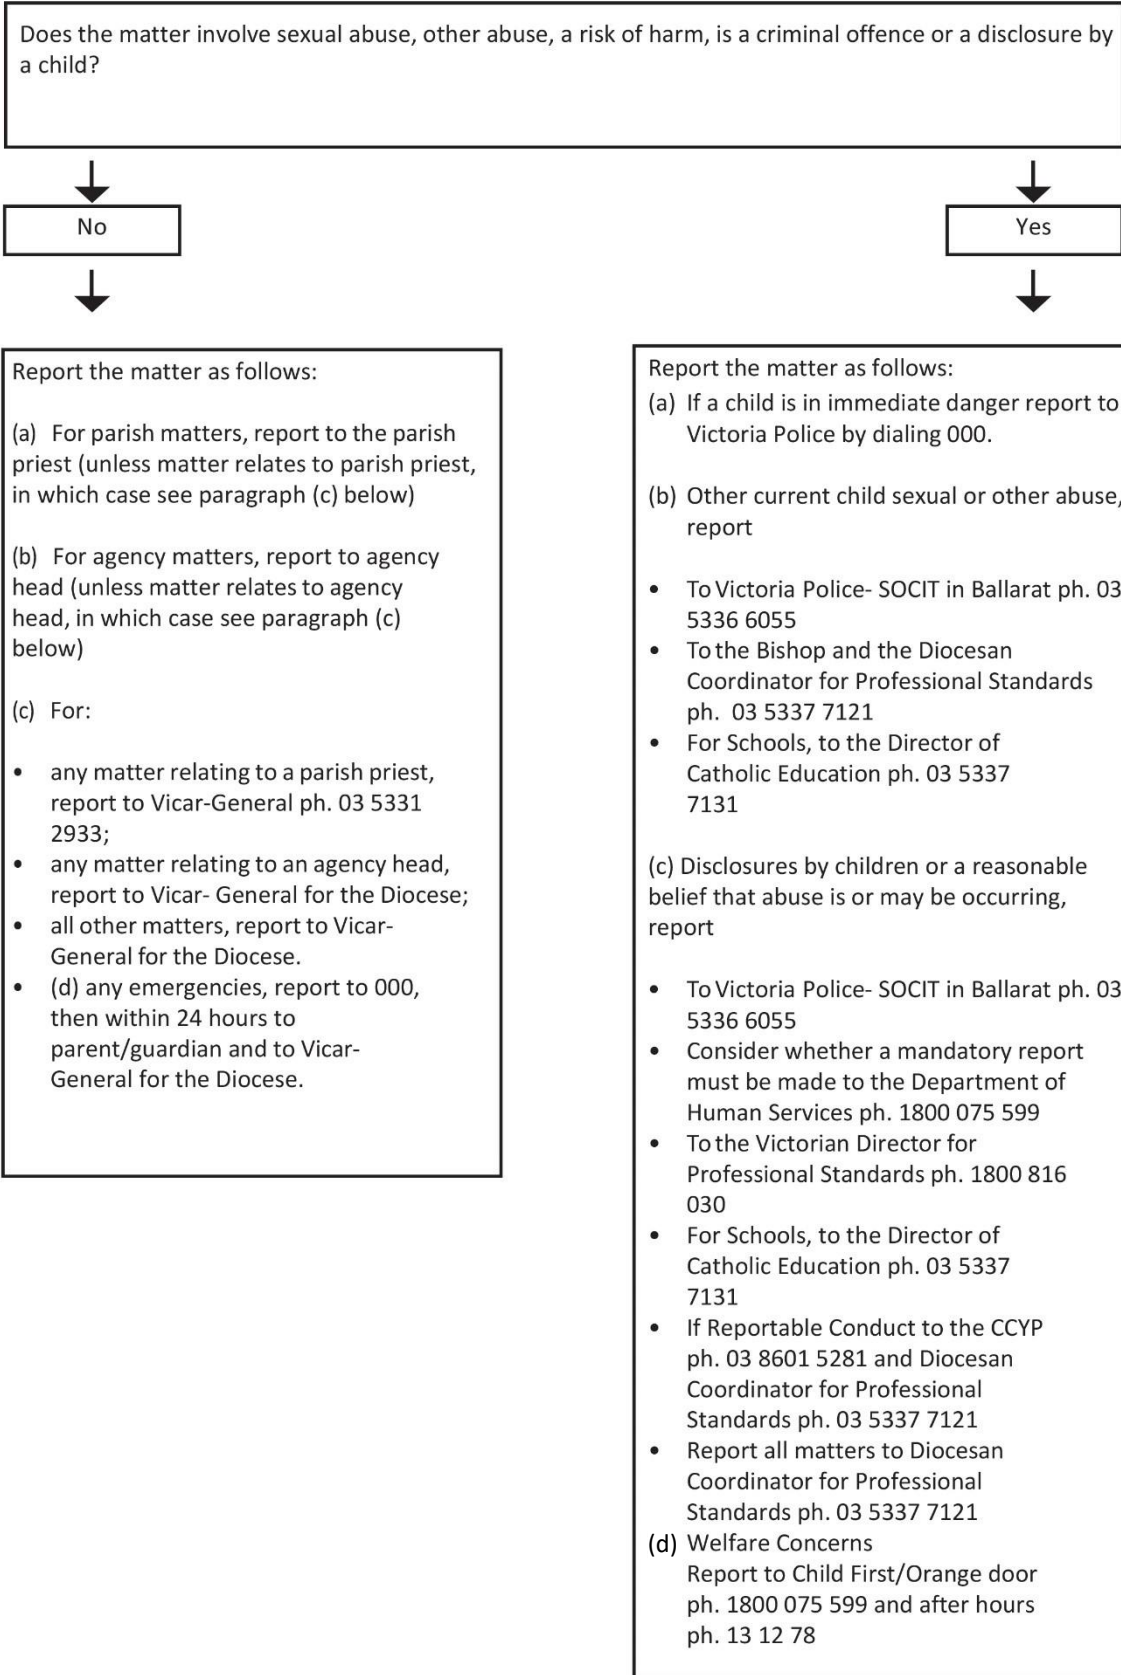 Does the matter involve sexual abuse, other abuse, a risk of harm, is a criminal offence or a disclosure by
a child?
No
Yes
Report the matter as follows:
(a) For parish matters, report to the parish
priest (unless matter relates to parish priest,
in which case see paragraph (c) below)
(b) For agency matters, report to agency
head (unless matter relates to agency
head, in which case see paragraph (c)
below)
(c) For:
• any matter relating to a parish priest,
report to Vicar-General ph. 03 5331
2933;
• any matter relating to an agency head,
report to Vicar- General for the Diocese;
• all other matters, report to Vicar-
General for the Diocese.
• (d) any emergencies, report to 000,
then within 24 hours to
parent/guardian and to Vicar-
General for the Diocese.
Report the matter as follows:
(a) If a child is in immediate danger report to
Victoria Police by dialing 000.
(b) Other current child sexual or other abuse,
report
• To Victoria Police- SOCIT in Ballarat ph. 03
5336 6055
• To the Bishop and the Diocesan
Coordinator for Professional Standards
ph. 03 5337 7121
• For Schools, to the Director of
Catholic Education ph. 03 5337
7131
(c) Disclosures by children or a reasonable
belief that abuse is or may be occurring,
report
• To Victoria Police- SOCIT in Ballarat ph. 03
5336 6055
• Consider whether a mandatory report
must be made to the Department of
Human Services ph. 1800 075 599
• To the Victorian Director for
Professional Standards ph. 1800 816
030
• For Schools, to the Director of
Catholic Education ph. 03 5337
7131
• If Reportable Conduct to the CCYP
ph. 03 8601 5281 and Diocesan
Coordinator for Professional
Standards ph. 03 5337 7121
• Report all matters to Diocesan
Coordinator for Professional
Standards ph. 03 5337 7121
(d) Welfare Concerns
Report to Child First/Orange door
ph. 1800 075 599 and after hours
ph. 13 12 78